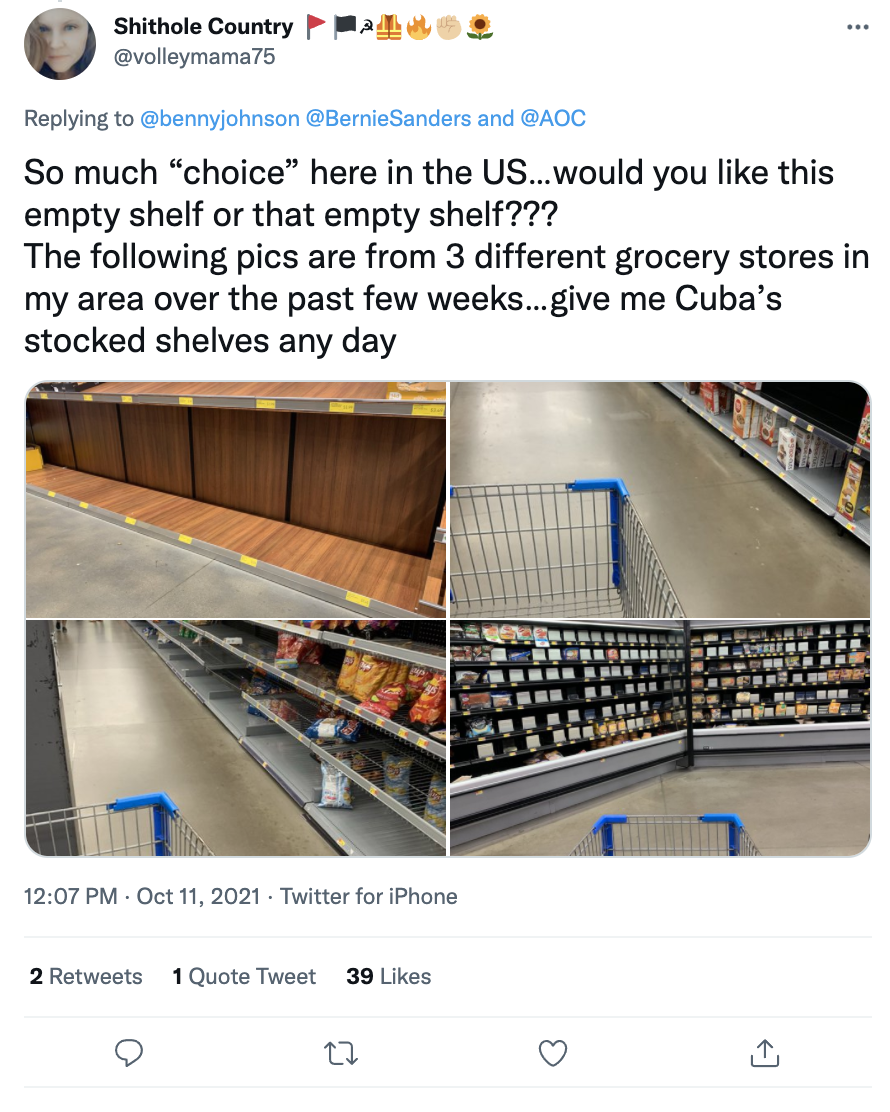 Shithole Country 🚩🏴☭🦺🔥✊🏼🌻
@volleymama75
Replying to @bennyjohnson @BernieSanders and @AOC
So much “choice” here in the US...would you like this
empty shelf or that empty shelf???
The following pics are from 3 different grocery stores in
my area over the past few weeks...give me Cuba’s
stocked shelves any day
12:07 PM · Oct 11, 2021 · Twitter for iPhone
2 Retweets 1 Quote Tweet 39 Likes